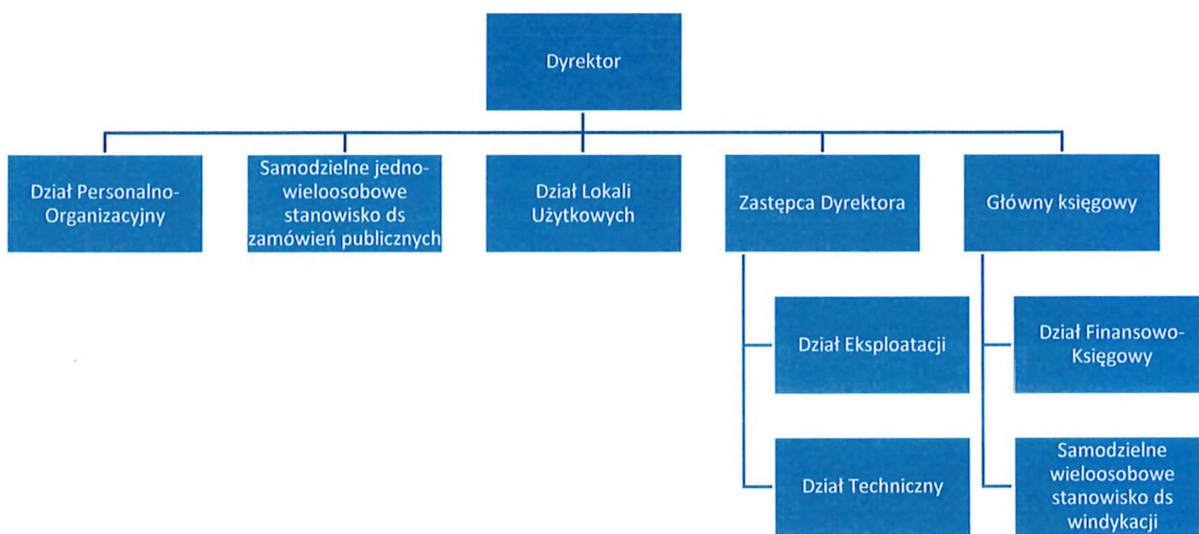 Dyrektor
Dział Personalno-
Organizacyjny
Samodzielne jedno-
wieloosobowe
stanowisko ds
zamówień publicznych
Dział Lokali
Użytkowych
Zastępca Dyrektora
Główny księgowy
Dział Eksploatacji
Dział Finansowo-
Księgowy
Dział Techniczny
Samodzielne
wieloosobowe
stanowisko ds
windykacji